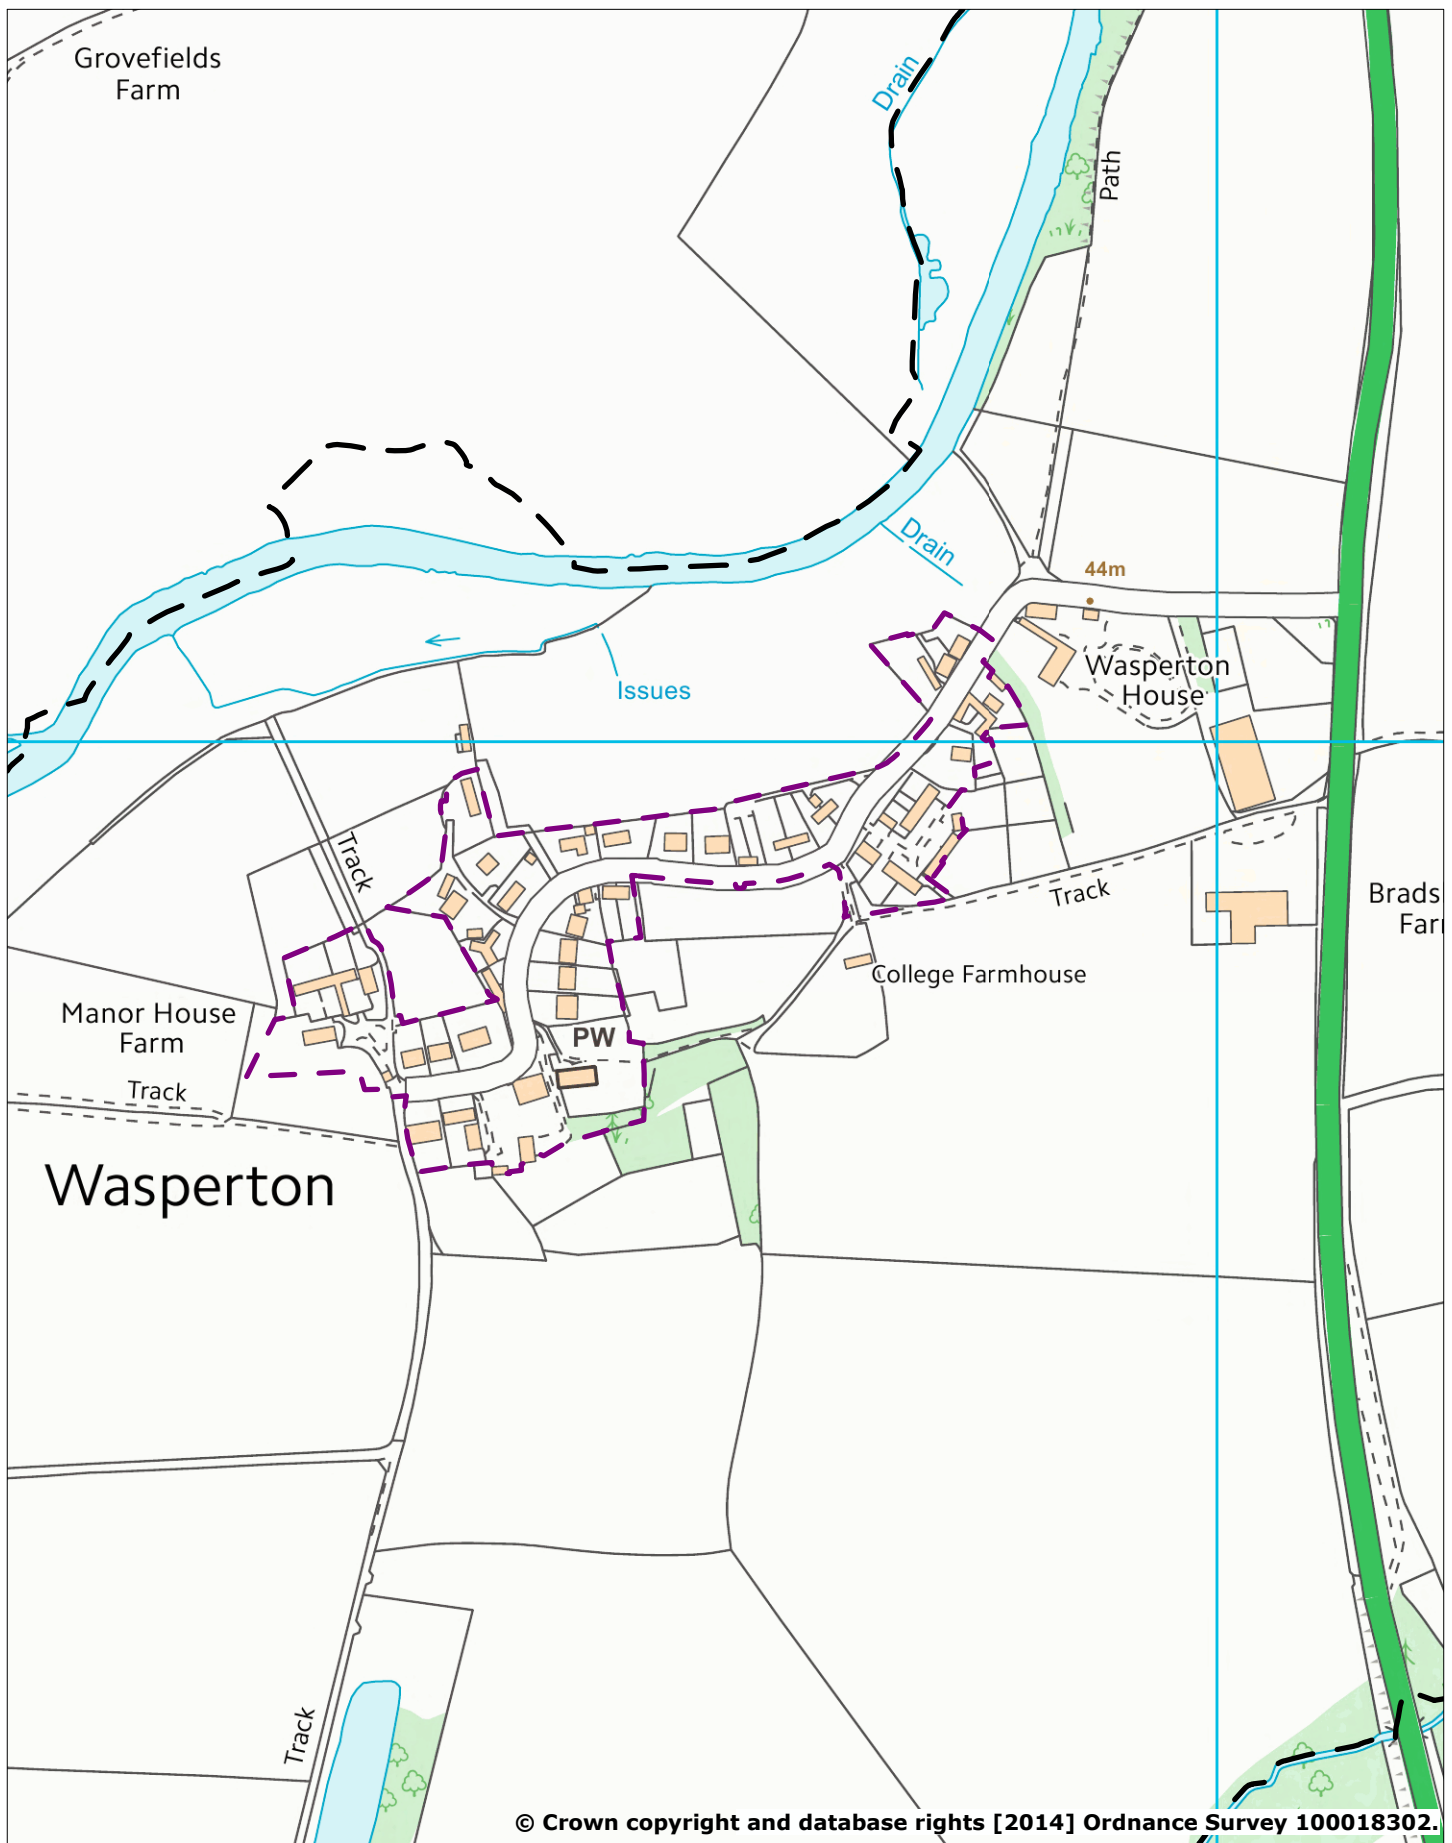 Grovefields
Farm
Drain
Path
Drain
44m
Wasperton
House
Issues
Track
Track
Brads
Far
College Farmhouse
Manor House
Farm
PW
Track
Wasperton
Track
© Crown copyright and database rights [2014] Ordnance Survey 100018302.